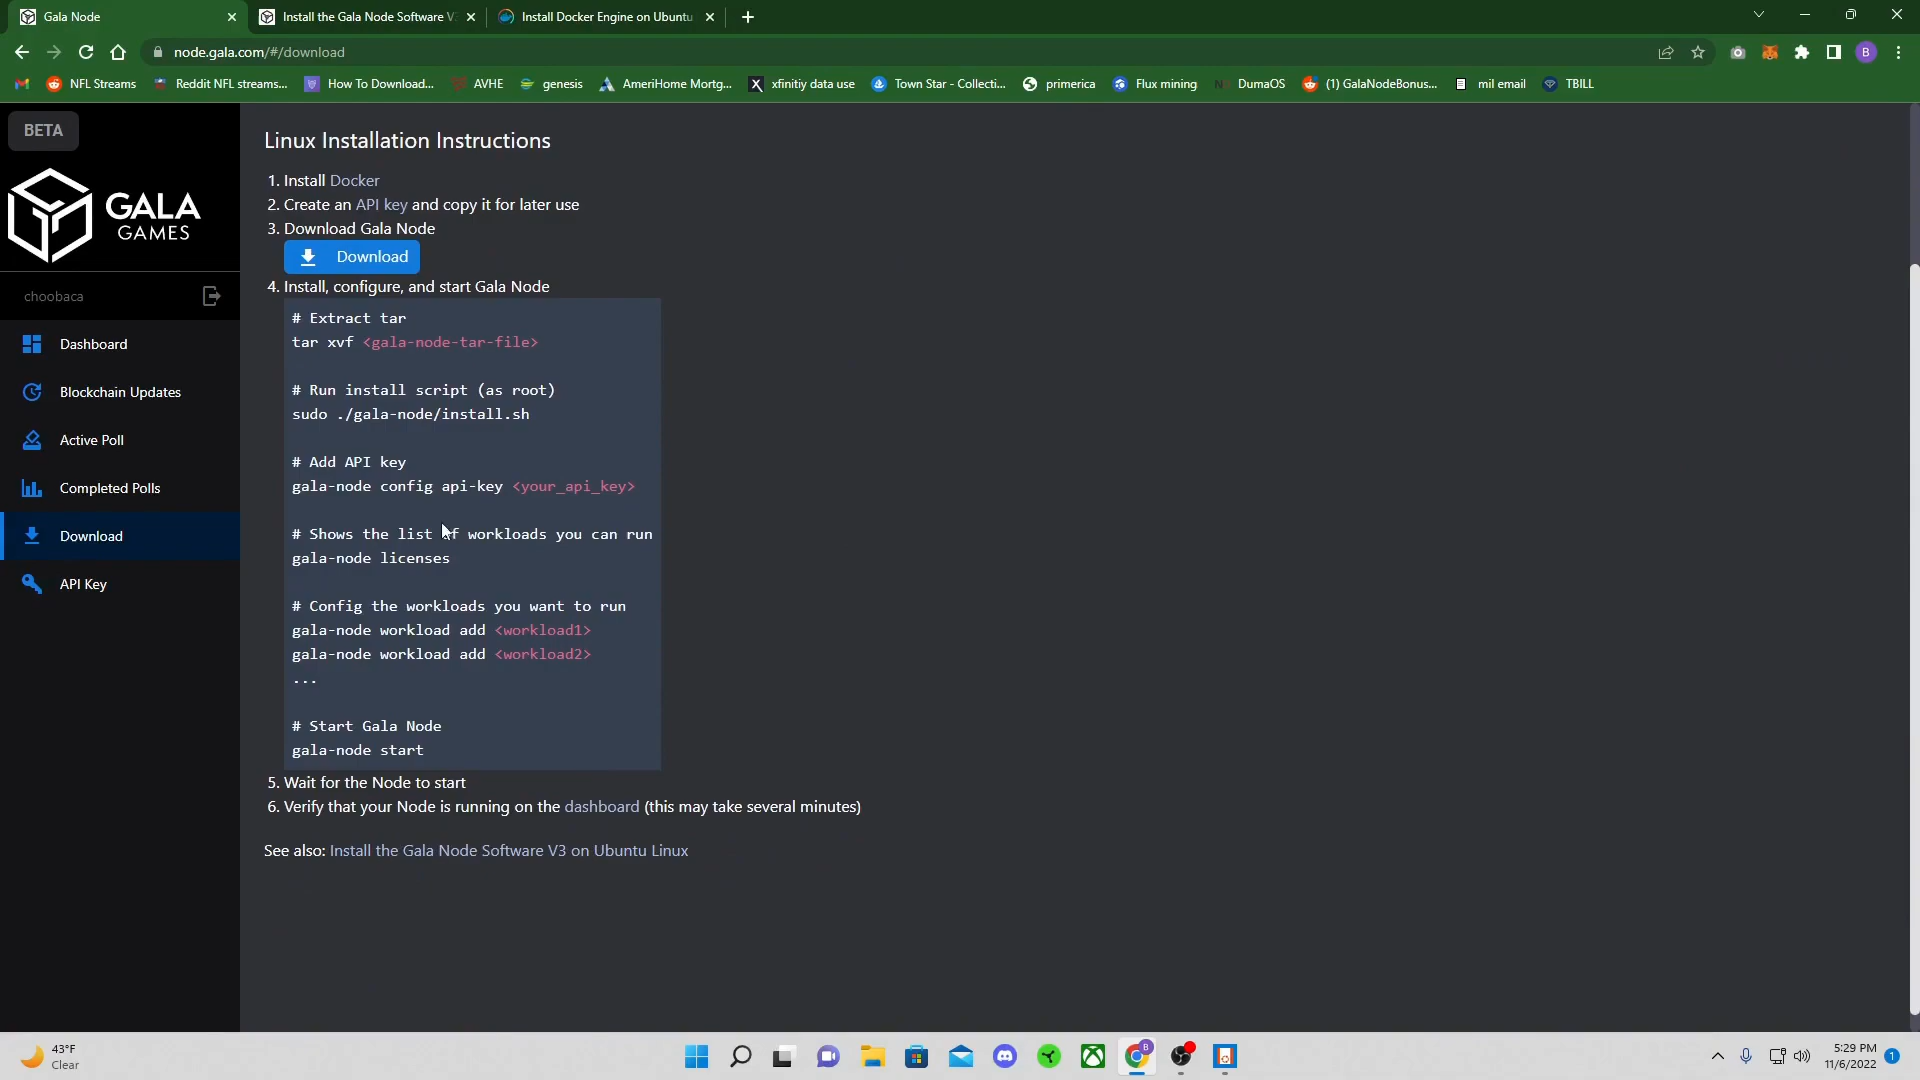 Gala Node
Install the Gala Node Software V
Install Docker Engine on Ubuntu
node.gala.com/#/download
B
NFL Streams
Reddit NFL streams...
How To Download...
AVHE
genesis
AmeriHome Mortg...
xfinitiy data use
Town Star - Collecti...
primerica
Flux mining
DumaOS
(1) GalaNodeBonus...
mil email
TBILL
BETA
GALA
GAMES
choobaca
Dashboard
Blockchain Updates
Active Poll
Completed Polls
Download
API Key
Linux Installation Instructions
1. Install Docker
2. Create an API key and copy it for later use
3. Download Gala Node
Download
4. Install, configure, and start Gala Node
# Extract tar
tar xvf <gala-node-tar-file>
# Run install script (as root)
sudo ./gala-node/install.sh
# Add API key
gala-node config api-key <your_api_key>
# Shows the list of workloads you can run
gala-node licenses
# Config the workloads you want to run
gala-node workload add <workload1>
gala-node workload add <workload2>
...
# Start Gala Node
gala-node start
5. Wait for the Node to start
6. Verify that your Node is running on the dashboard (this may take several minutes)
See also: Install the Gala Node Software V3 on Ubuntu Linux
43°F
Clear
B
5:29 PM
11/6/2022
1